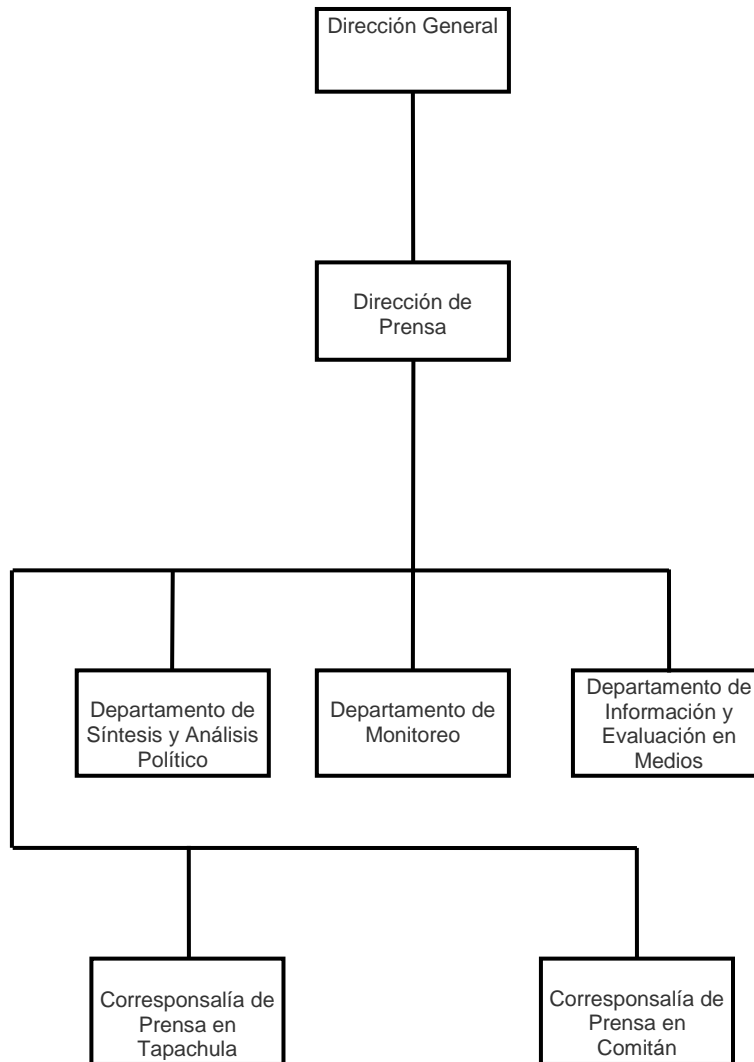 Dirección General
Dirección de
Prensa
Departamento de
Síntesis y Análisis
Político
Departamento de
Monitoreo
Departamento de
Información y
Evaluación en
Medios
Corresponsalía de
Prensa en
Tapachula
Corresponsalía de
Prensa en
Comitán